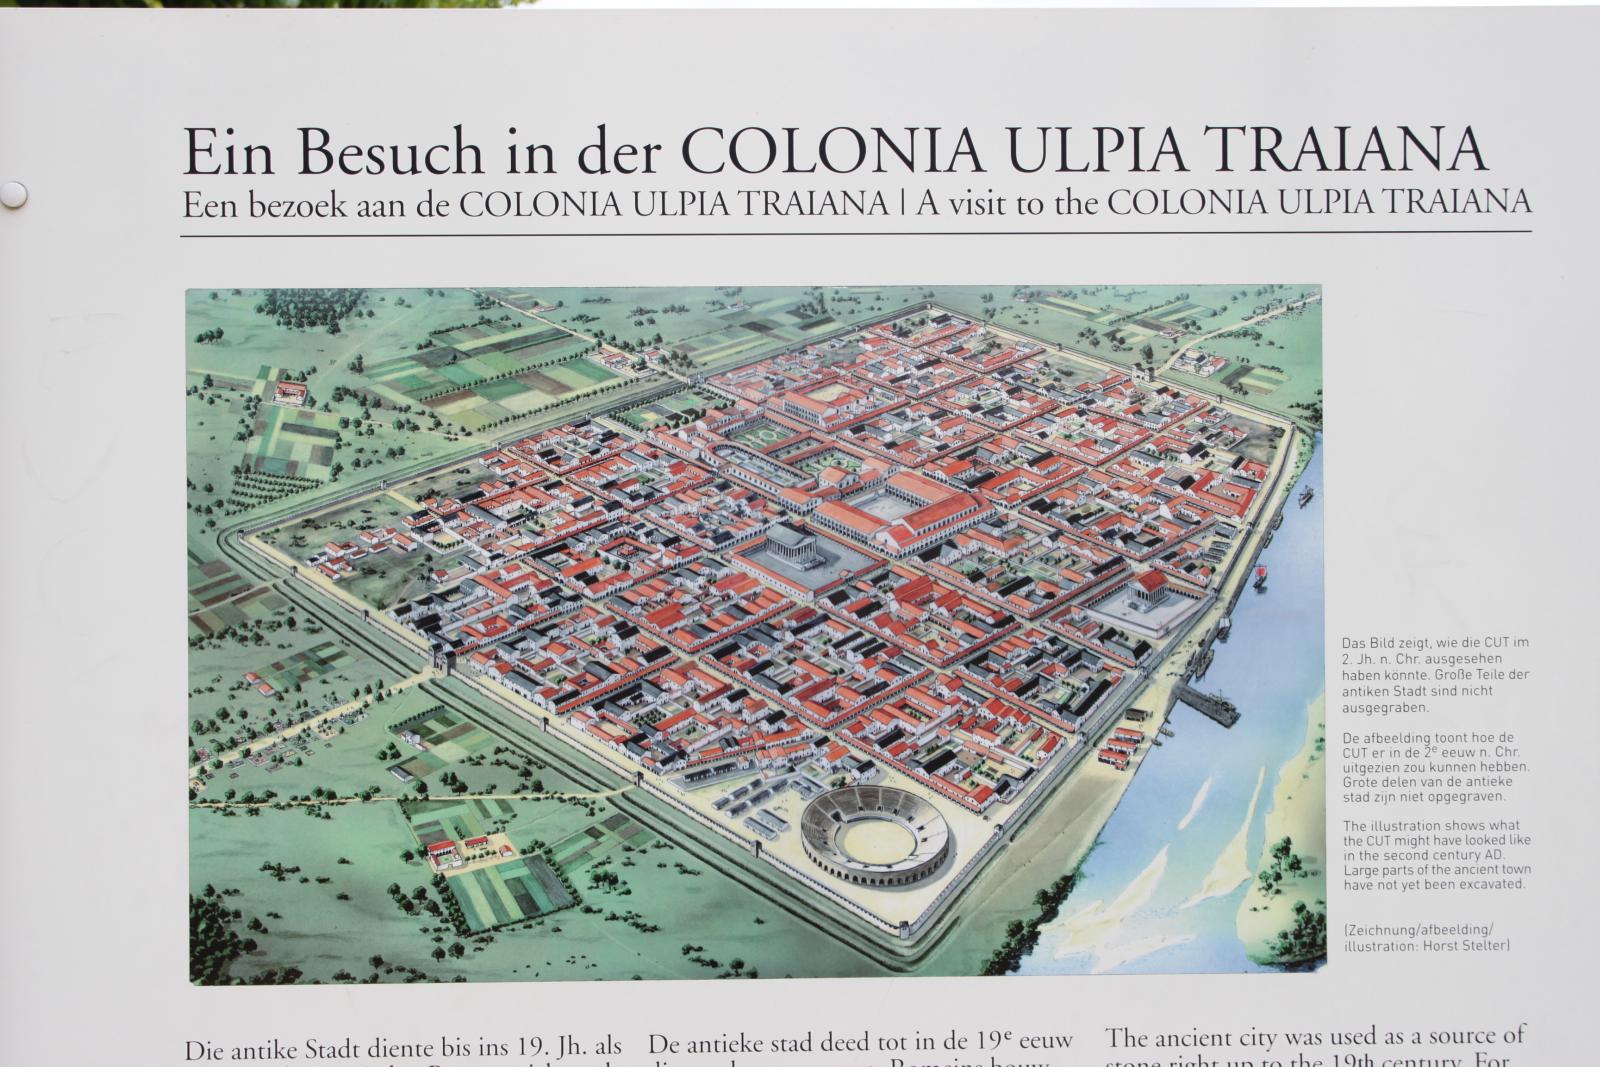 Ein Besuch in der COLONIA ULPIA TRAIANA
Een bezoek aan de COLONIA ULPIA TRAIANA | A visit to the COLONIA ULPIA TRAIANA
Das Bild zeigt, wie die CUT im
2. Jh. n. Chr. ausgesehen
haben könnte. Große Teile der
antiken Stadt sind nicht
ausgegraben.
De afbeelding toont hoe de
CUT er in de 2e eeuw n. Chr.
uitgezien zou kunnen hebben.
Grote delen van de antieke
stad zijn niet opgegraven.
The illustration shows what
the CUT might have looked like
in the second century AD.
Large parts of the ancient town
have not yet been excavated.
(Zeichnung/afbeelding/
illustration: Horst Stelter)
Die antike Stadt diente bis ins 19. Jh. als
De antieke stad deed tot in de 19e eeuw
The ancient city was used as a source of
stone right up to the 19th century. For